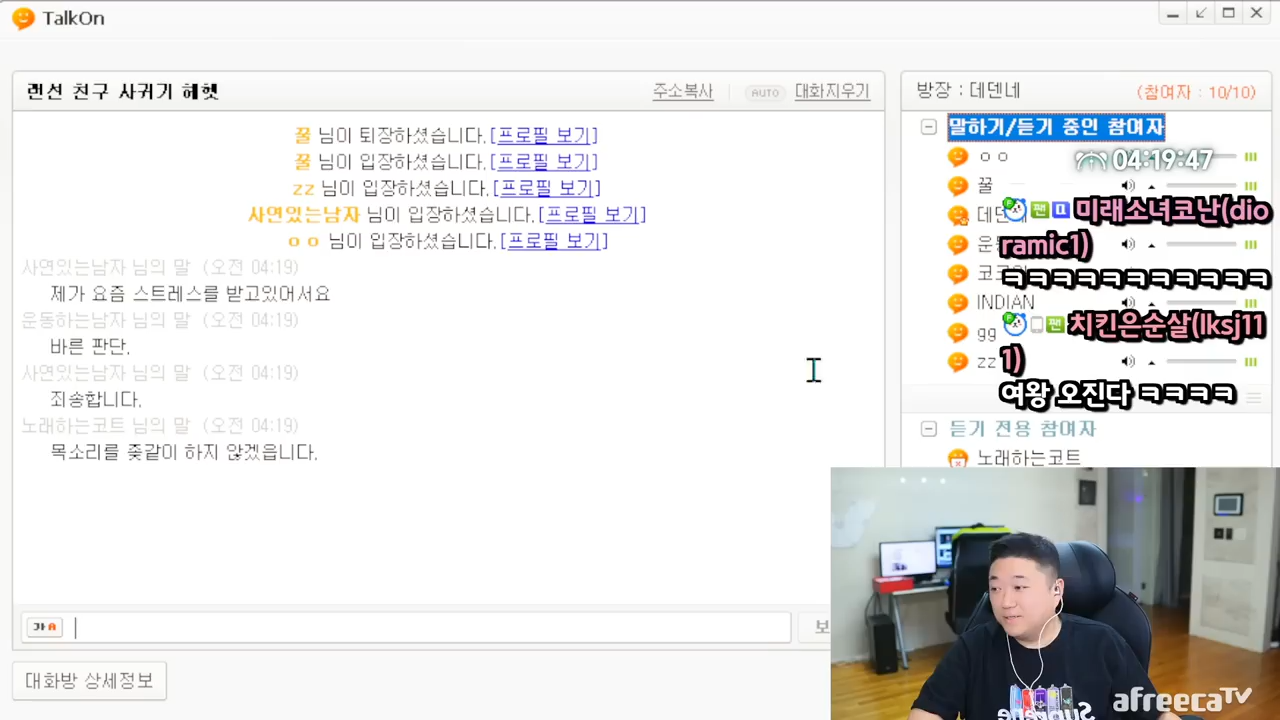 TalkOn
랜선 친구 사귀기 헤헷
주소복사
AUTO
대화지우기
꿀 님이 퇴장하셨습니다.[프로필 보기]
꿀 님이 입장하셨습니다.[프로필 보기]
zz 님이 입장하셨습니다.[프로필 보기]
사연있는남자 님이 입장하셨습니다.[프로필 보기]
ㅇㅇ 님이 입장하셨습니다.[프로필 보기]
사연있는남자 님의 말 (오전 04:19)
제가 요즘 스트레스를 받고있어서요
운동하는남자 님의 말 (오전 04:19)
바른 판단.
사연있는남자 님의 말 (오전 04:19)
죄송합니다.
노래하는코트 님의 말 (오전 04:19)
목소리를 좆같이 하지 않겠읍니다.
가A
대화방 상세정보
방장 : 데덴네
(참여자 : 10/10)
말하기/듣기 중인 참여자
ㅇㅇ
04:19:47
꿀
데덴
팬
미래소녀코난(dio
ramic1)
운동
ㅋㅋㅋㅋㅋㅋㅋㅋㅋㅋㅋ
INDIAN
gg
팬
치킨은순살(lksj11
1)
zz
여왕 오진다 ㅋㅋㅋㅋ
듣기 전용 참여자
노래하는코트
Supreme
afreecaTV